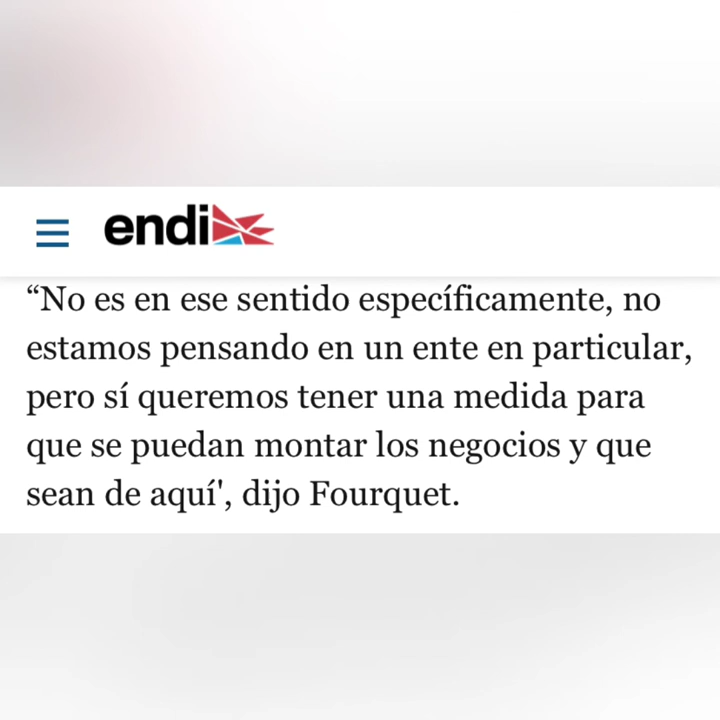 endi
“No es en ese sentido específicamente, no
estamos pensando en un ente en particular,
pero sí queremos tener una medida para
que se puedan montar los negocios y que
sean de aquí', dijo Fourquet.